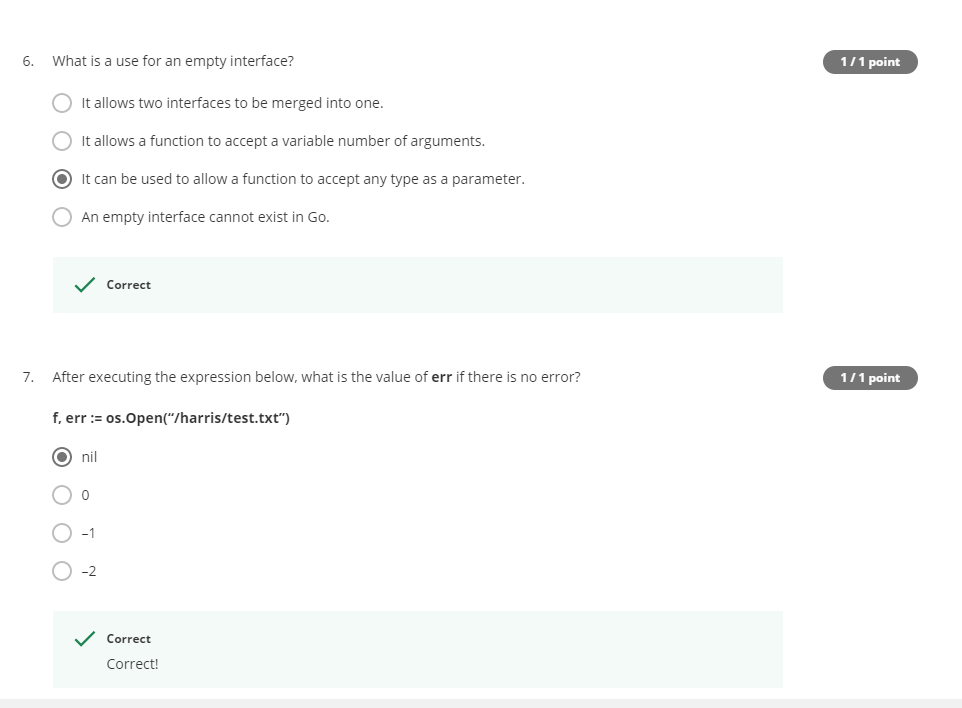 6. What is a use for an empty interface?
1 / 1 point
It allows two interfaces to be merged into one.
It allows a function to accept a variable number of arguments.
It can be used to allow a function to accept any type as a parameter.
An empty interface cannot exist in Go.
Correct
7. After executing the expression below, what is the value of err if there is no error?
1 / 1 point
f, err := os.Open(“/harris/test.txt”)
nil
0
–1
–2
Correct
Correct!